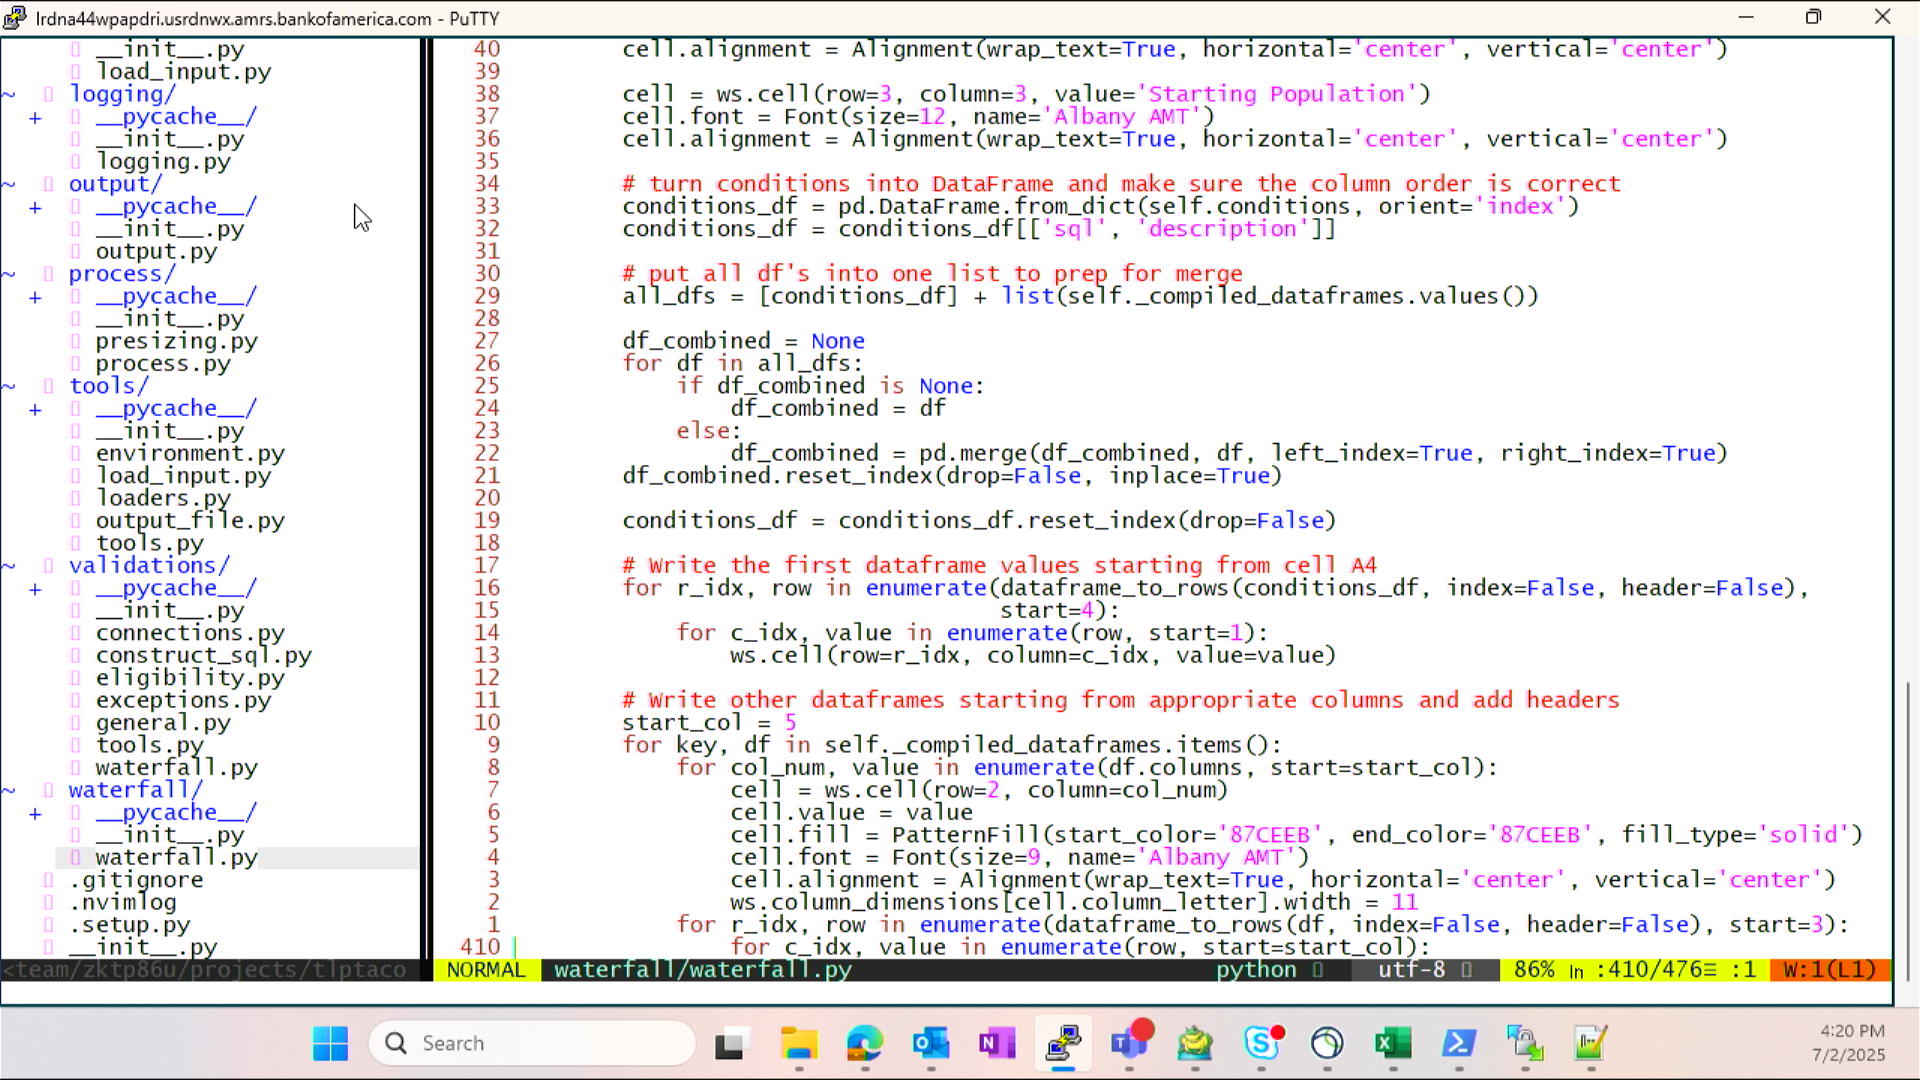 lrdna44wpapdri.usrdnwx.amrs.bankofamerica.com - PuTTY
__init__.py
load_input.py
~ logging/
+ __pycache__/
__init__.py
logging.py
~ output/
+ __pycache__/
__init__.py
output.py
~ process/
+ __pycache__/
__init__.py
presizing.py
process.py
~ tools/
+ __pycache__/
__init__.py
environment.py
load_input.py
loaders.py
output_file.py
tools.py
~ validations/
+ __pycache__/
__init__.py
connections.py
construct_sql.py
eligibility.py
exceptions.py
general.py
tools.py
waterfall.py
~ waterfall/
+ __pycache__/
__init__.py
waterfall.py
.gitignore
.nvimlog
.setup.py
__init__.py
<team/zktp86u/projects/tlptaco
40 cell.alignment = Alignment(wrap_text=True, horizontal='center', vertical='center')
39
38 cell = ws.cell(row=3, column=3, value='Starting Population')
37 cell.font = Font(size=12, name='Albany AMT')
36 cell.alignment = Alignment(wrap_text=True, horizontal='center', vertical='center')
35
34 # turn conditions into DataFrame and make sure the column order is correct
33 conditions_df = pd.DataFrame.from_dict(self.conditions, orient='index')
32 conditions_df = conditions_df[['sql', 'description']]
31
30 # put all df's into one list to prep for merge
29 all_dfs = [conditions_df] + list(self._compiled_dataframes.values())
28
27 df_combined = None
26 for df in all_dfs:
25 if df_combined is None:
24 df_combined = df
23 else:
22 df_combined = pd.merge(df_combined, df, left_index=True, right_index=True)
21 df_combined.reset_index(drop=False, inplace=True)
20
19 conditions_df = conditions_df.reset_index(drop=False)
18
17 # Write the first dataframe values starting from cell A4
16 for r_idx, row in enumerate(dataframe_to_rows(conditions_df, index=False, header=False),
15 start=4):
14 for c_idx, value in enumerate(row, start=1):
13 ws.cell(row=r_idx, column=c_idx, value=value)
12
11 # Write other dataframes starting from appropriate columns and add headers
10 start_col = 5
9 for key, df in self._compiled_dataframes.items():
8 for col_num, value in enumerate(df.columns, start=start_col):
7 cell = ws.cell(row=2, column=col_num)
6 cell.value = value
5 cell.fill = PatternFill(start_color='87CEEB', end_color='87CEEB', fill_type='solid')
4 cell.font = Font(size=9, name='Albany AMT')
3 cell.alignment = Alignment(wrap_text=True, horizontal='center', vertical='center')
2 ws.column_dimensions[cell.column_letter].width = 11
1 for r_idx, row in enumerate(dataframe_to_rows(df, index=False, header=False), start=3):
410 for c_idx, value in enumerate(row, start=start_col):
NORMAL waterfall/waterfall.py python utf-8 86% ln :410/476≡ :1 W:1(L1)
Search
4:20 PM
7/2/2025